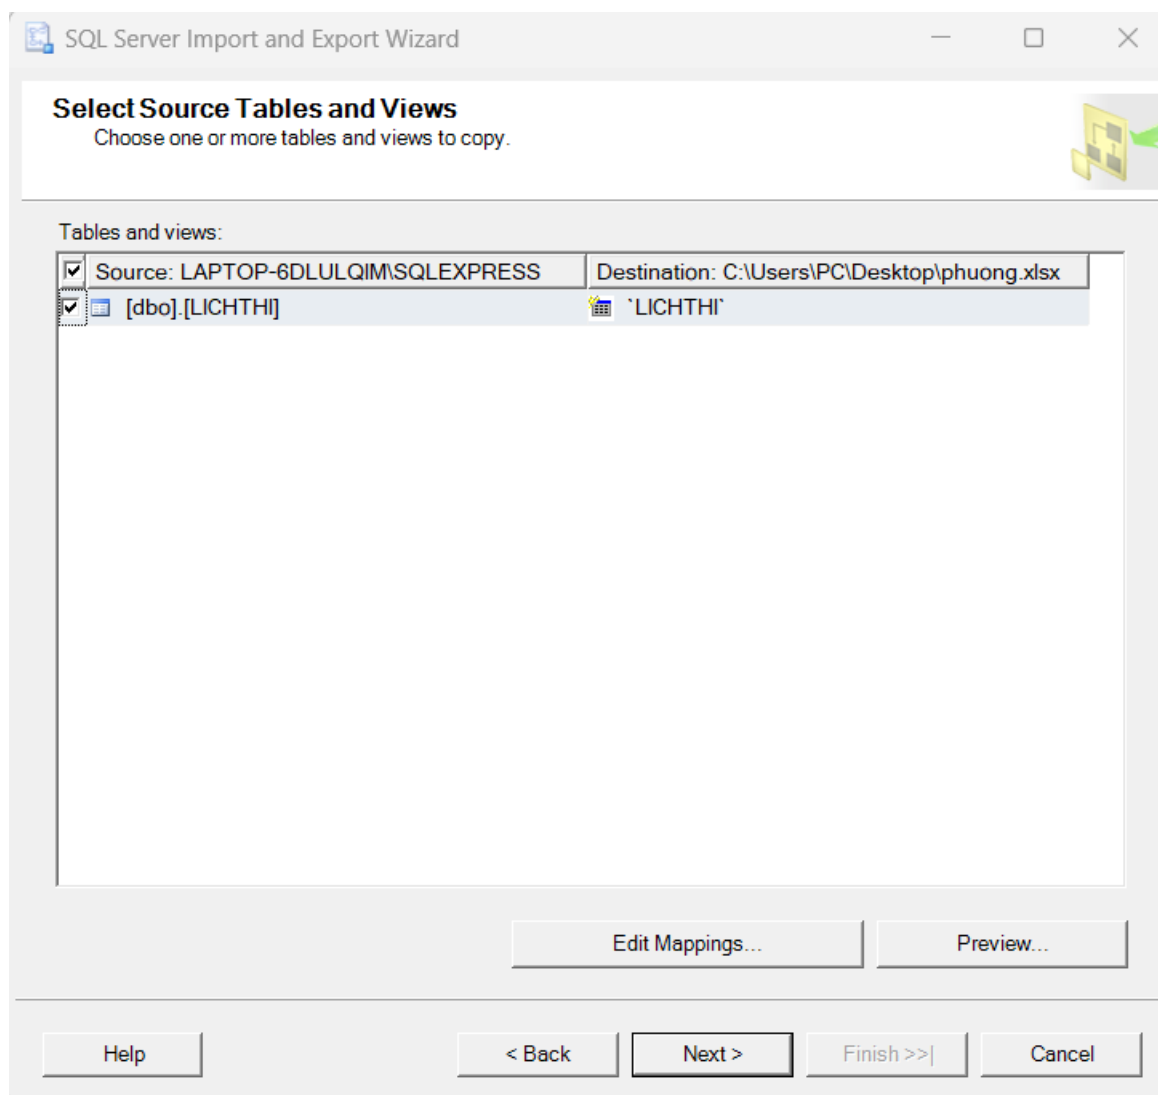 SQL Server Import and Export Wizard
Select Source Tables and Views
Choose one or more tables and views to copy.
Tables and views:
Source: LAPTOP-6DLULQIM\SQLEXPRESS Destination: C:\Users\PC\Desktop\phuong.xlsx
[dbo].[LICHTHI] `LICHTHI`
Edit Mappings... Preview...
Help < Back Next > Finish >>| Cancel